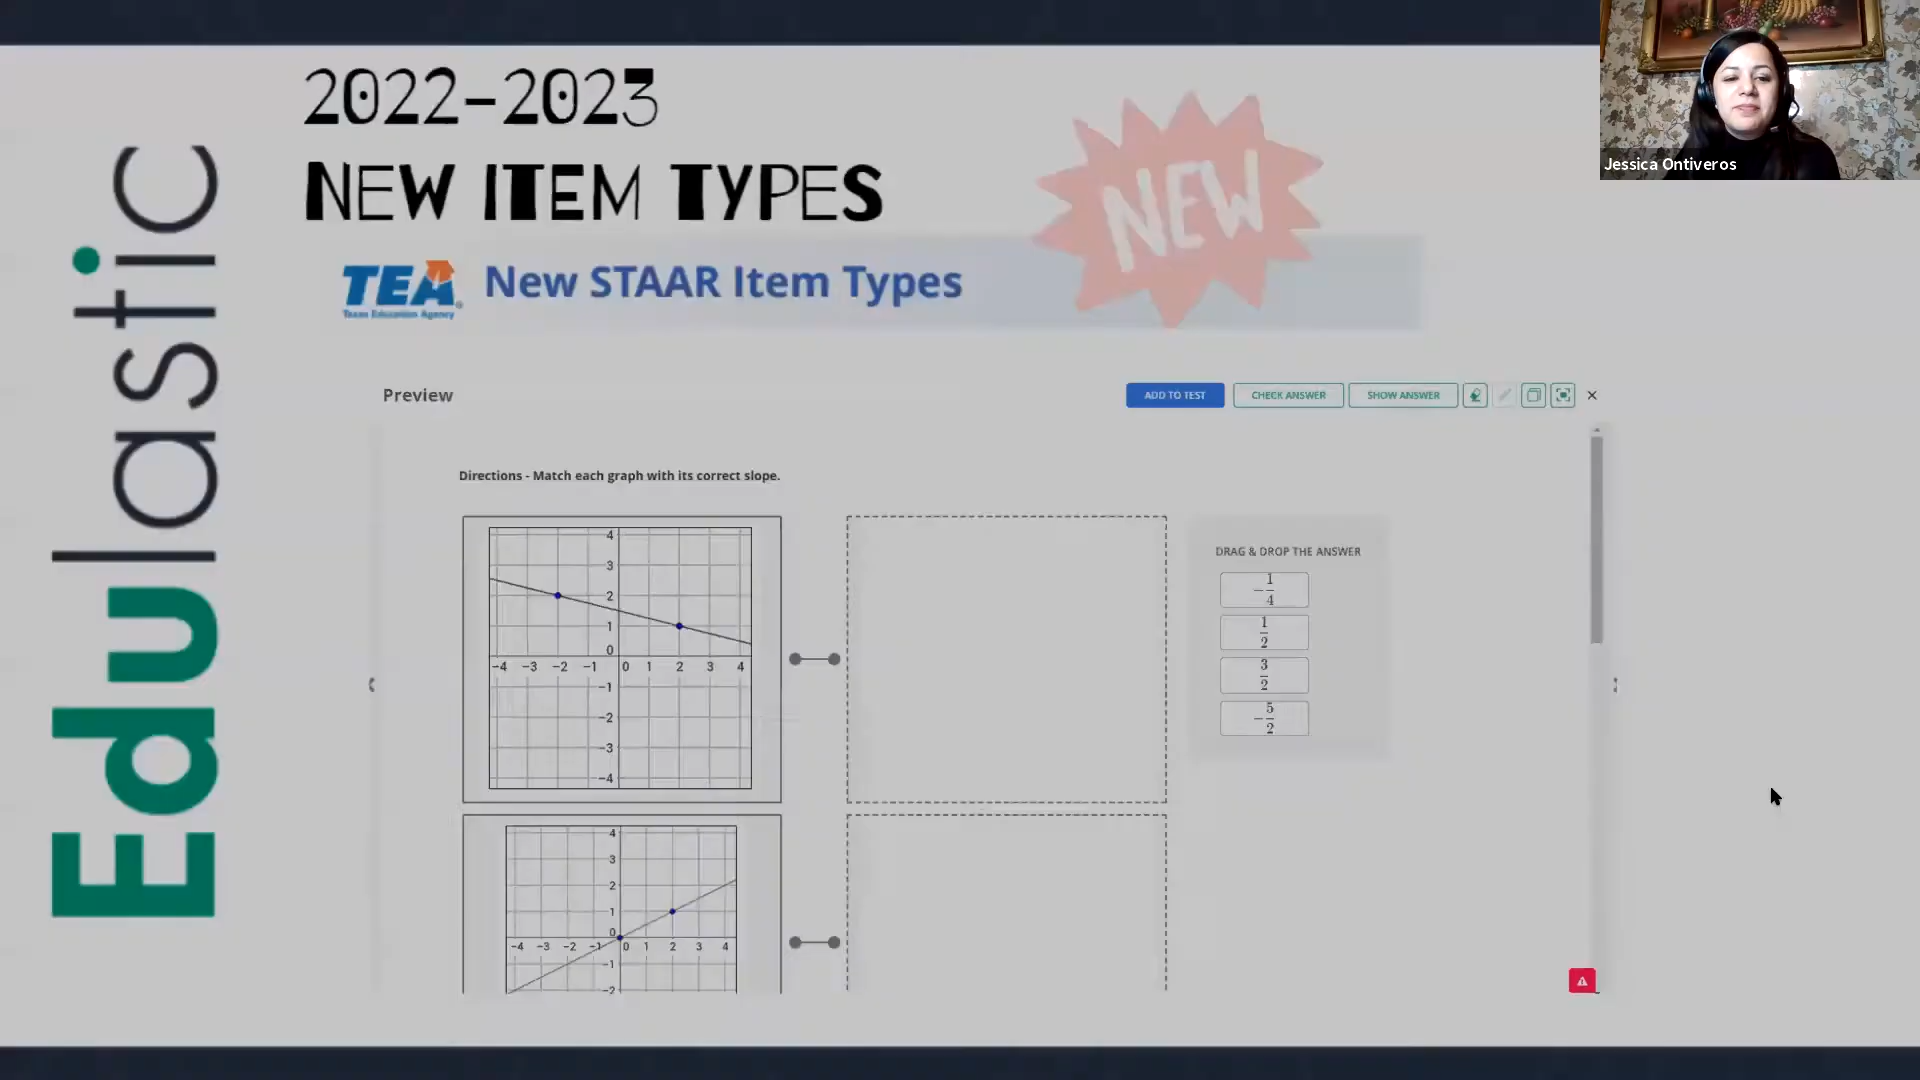 Edulastic
2022-2023
NEW ITEM TYPES
NEW
TEA
Texas Education Agency
New STAAR Item Types
Jessica Ontiveros
Preview
ADD TO TEST
CHECK ANSWER
SHOW ANSWER
Directions - Match each graph with its correct slope.
4
3
2
1
0
-4 -3 -2 -1 0 1 2 3 4
-1
-2
-3
-4
DRAG & DROP THE ANSWER
-1/4
1/2
3/2
-5/2
4
3
2
1
0
-4 -3 -2 -1 0 1 2 3 4
-1
-2